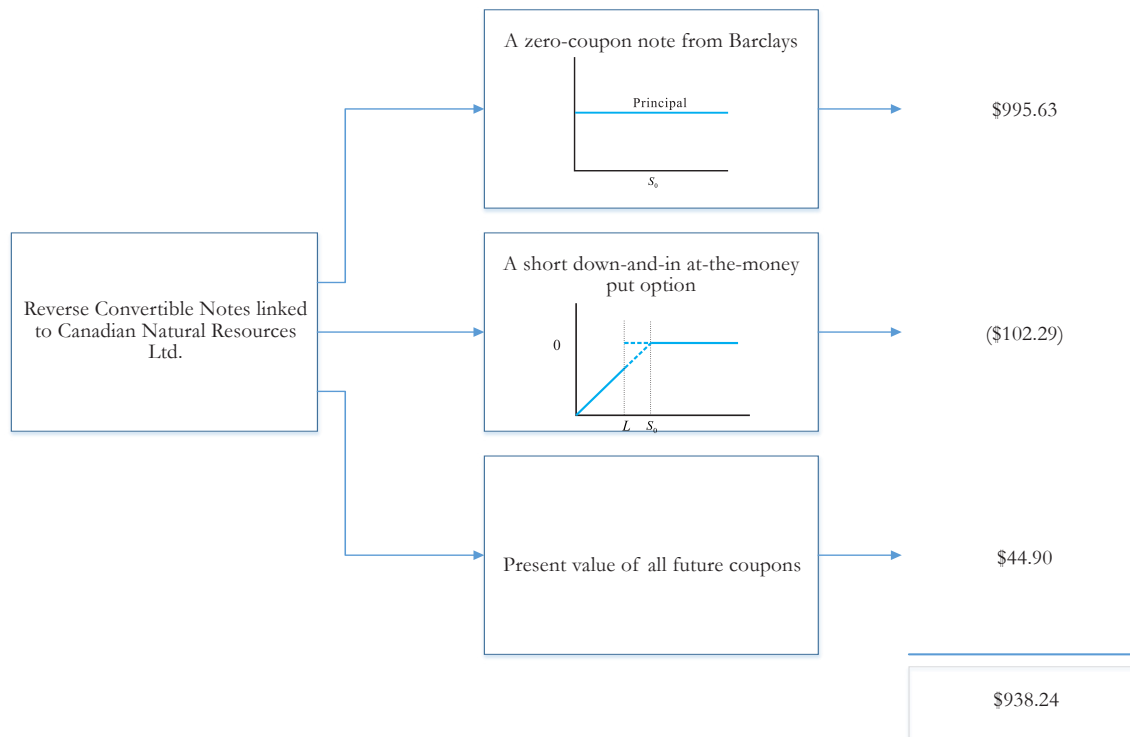 A zero-coupon note from Barclays
Principal
S₀
$995.63
Reverse Convertible Notes linked
to Canadian Natural Resources
Ltd.
A short down-and-in at-the-money
put option
0
L S₀
($102.29)
Present value of all future coupons
$44.90
$938.24